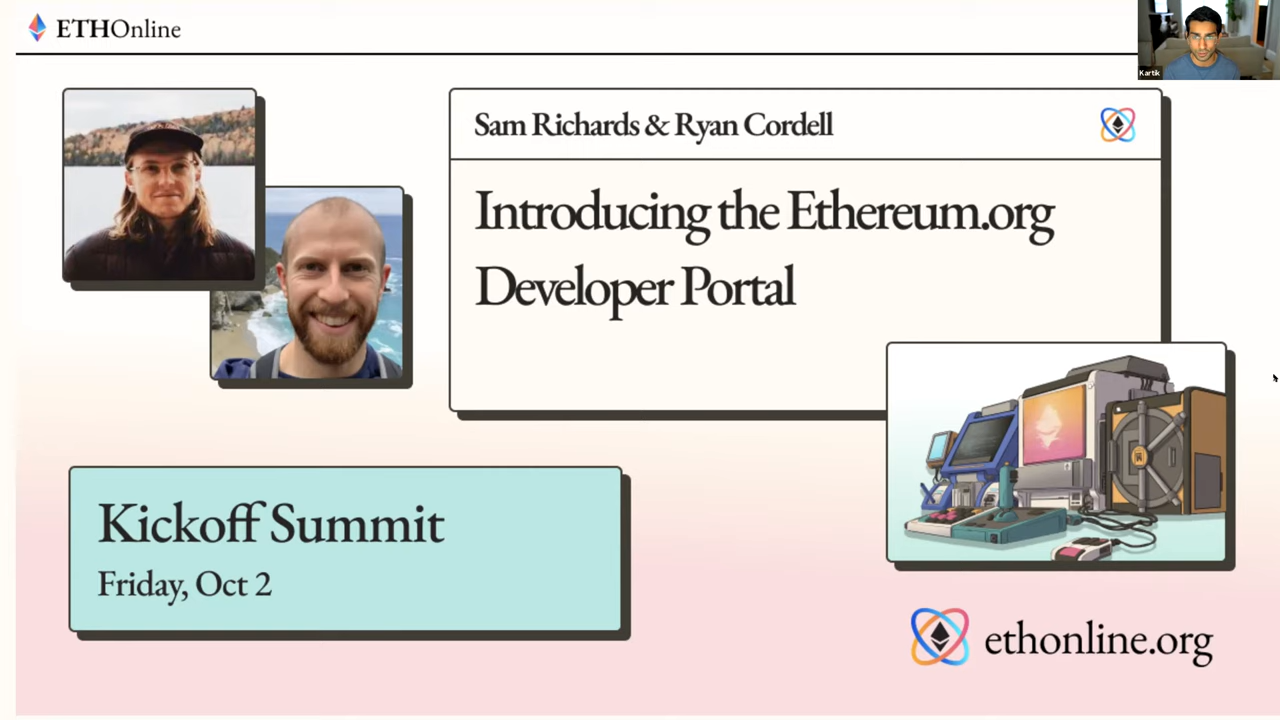 ETHOnline
Kartik
Sam Richards & Ryan Cordell
Introducing the Ethereum.org
Developer Portal
Kickoff Summit
Friday, Oct 2
ethonline.org